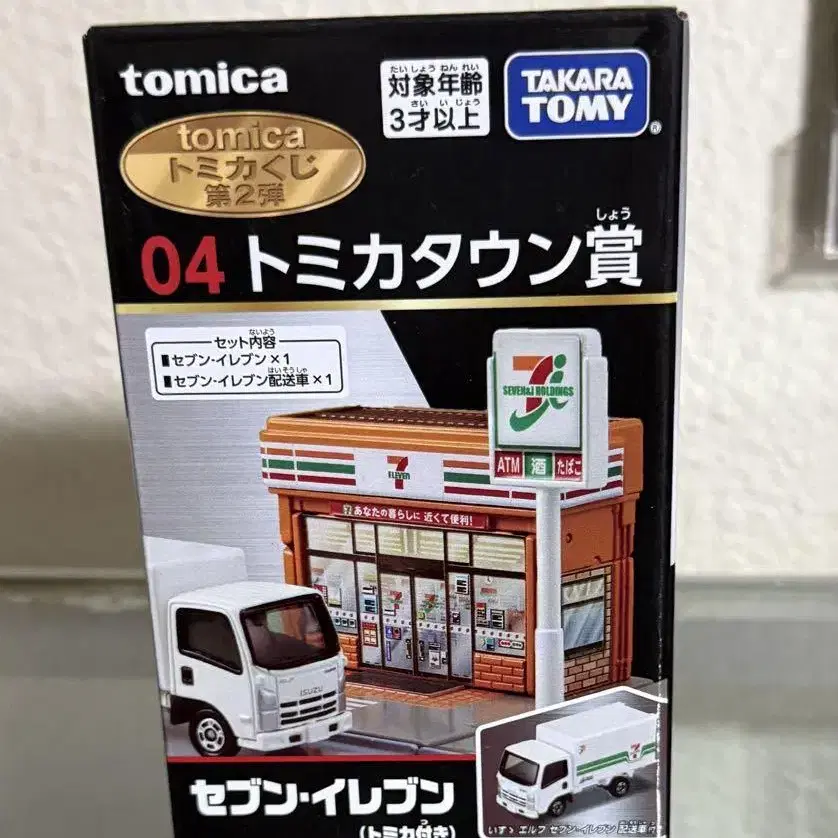 tomica
たいしょうねんれい
対象年齢
さいいじょう
3才以上
TAKARA
TOMY
®
tomica
トミカくじ
第2弾
しょう
04 トミカタウン賞
ないよう
セット内容
■セブン-イレブン×1
はいそうしゃ
■セブン-イレブン配送車×1
SEVEN&I HOLDINGS
ATM 酒 たばこ
7
ELEVEN
あなたの暮らしに 近くて便利!
ISUZU
セブン-イレブン
つ
(トミカ付き)
いすゞ エルフ セブン-イレブン 配送車